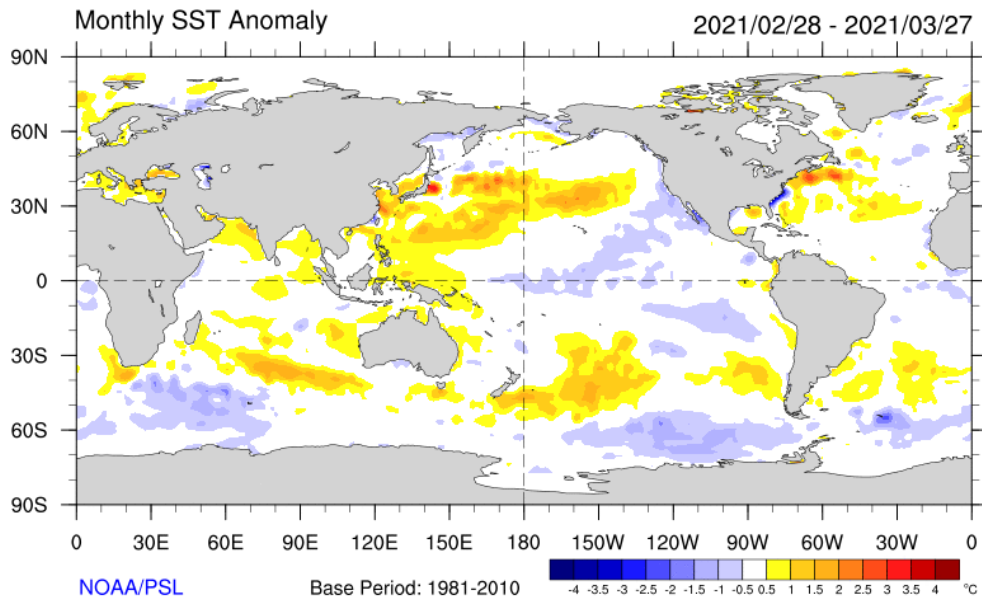 Monthly SST Anomaly 2021/02/28 - 2021/03/27
90N
60N
30N
0
30S
60S
90S
0 30E 60E 90E 120E 150E 180 150W 120W 90W 60W 30W 0
NOAA/PSL Base Period: 1981-2010
-4 -3.5 -3 -2.5 -2 -1.5 -1 -0.5 0.5 1 1.5 2 2.5 3 3.5 4 °C